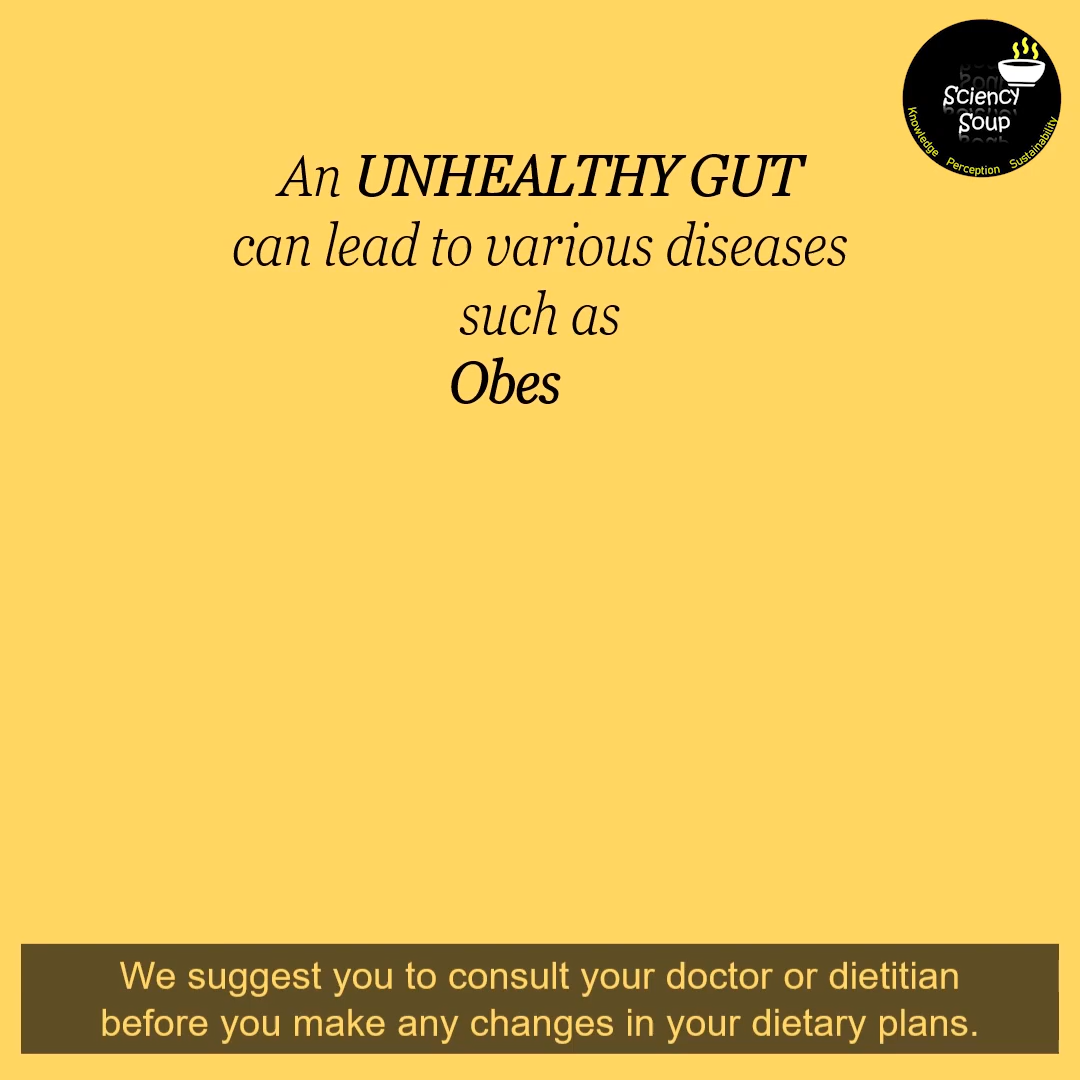 Sciency
Soup
Knowledge Perception Sustainability
An UNHEALTHY GUT
can lead to various diseases
such as
Obes
We suggest you to consult your doctor or dietitian
before you make any changes in your dietary plans.